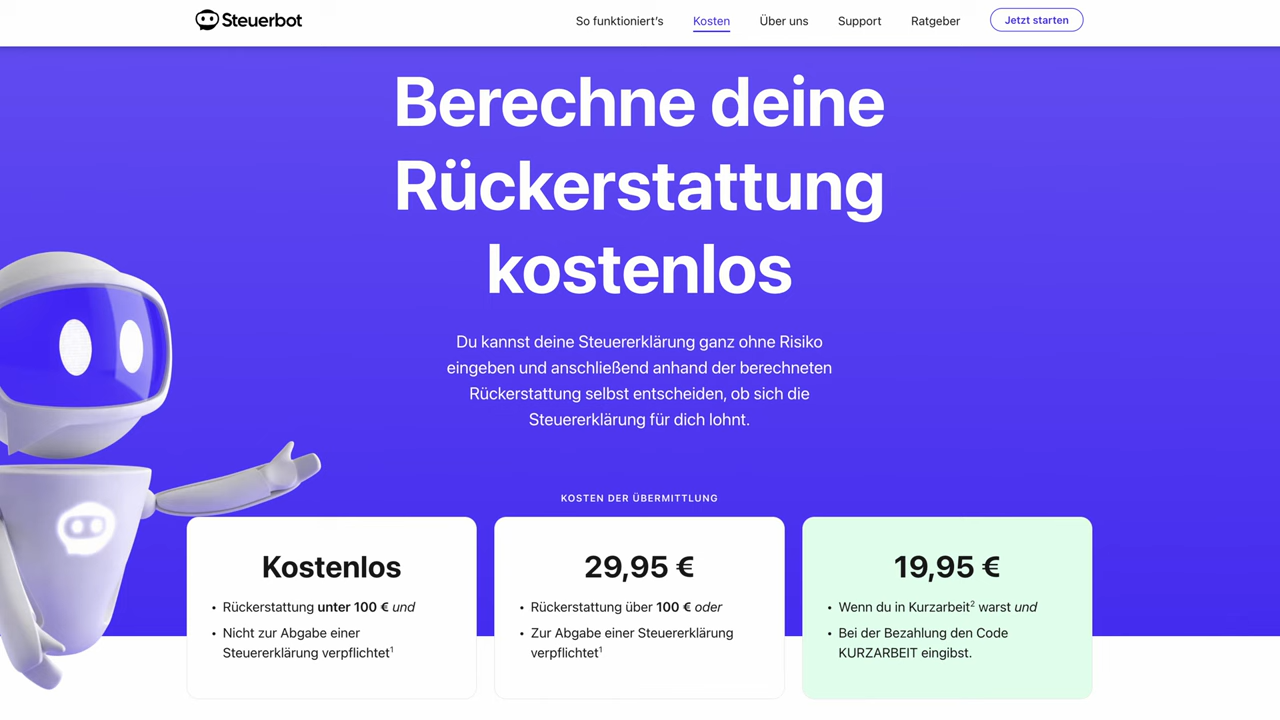 Steuerbot
So funktioniert's
Kosten
Über uns
Support
Ratgeber
Jetzt starten
Berechne deine
Rückerstattung
kostenlos
Du kannst deine Steuererklärung ganz ohne Risiko
eingeben und anschließend anhand der berechneten
Rückerstattung selbst entscheiden, ob sich die
Steuererklärung für dich lohnt.
KOSTEN DER ÜBERMITTLUNG
Kostenlos
• Rückerstattung unter 100 € und
• Nicht zur Abgabe einer
Steuererklärung verpflichtet¹
29,95 €
• Rückerstattung über 100 € oder
• Zur Abgabe einer Steuererklärung
verpflichtet¹
19,95 €
• Wenn du in Kurzarbeit² warst und
• Bei der Bezahlung den Code
KURZARBEIT eingibst.